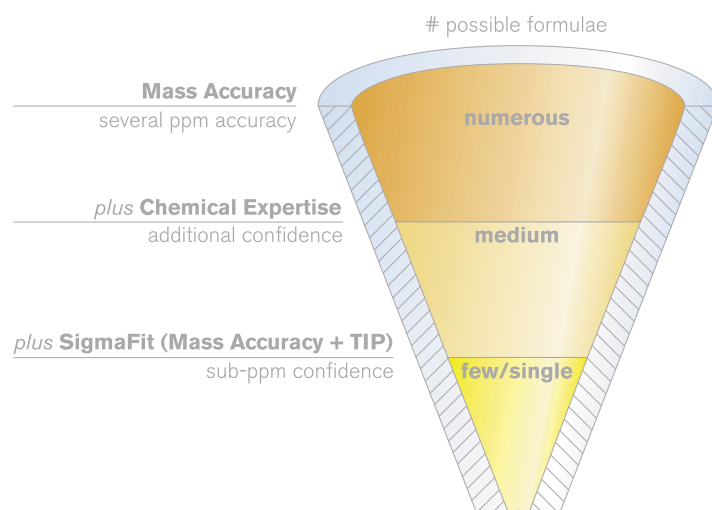 # possible formulae
Mass Accuracy
several ppm accuracy
numerous
plus Chemical Expertise
additional confidence
medium
plus SigmaFit (Mass Accuracy + TIP)
sub-ppm confidence
few/single